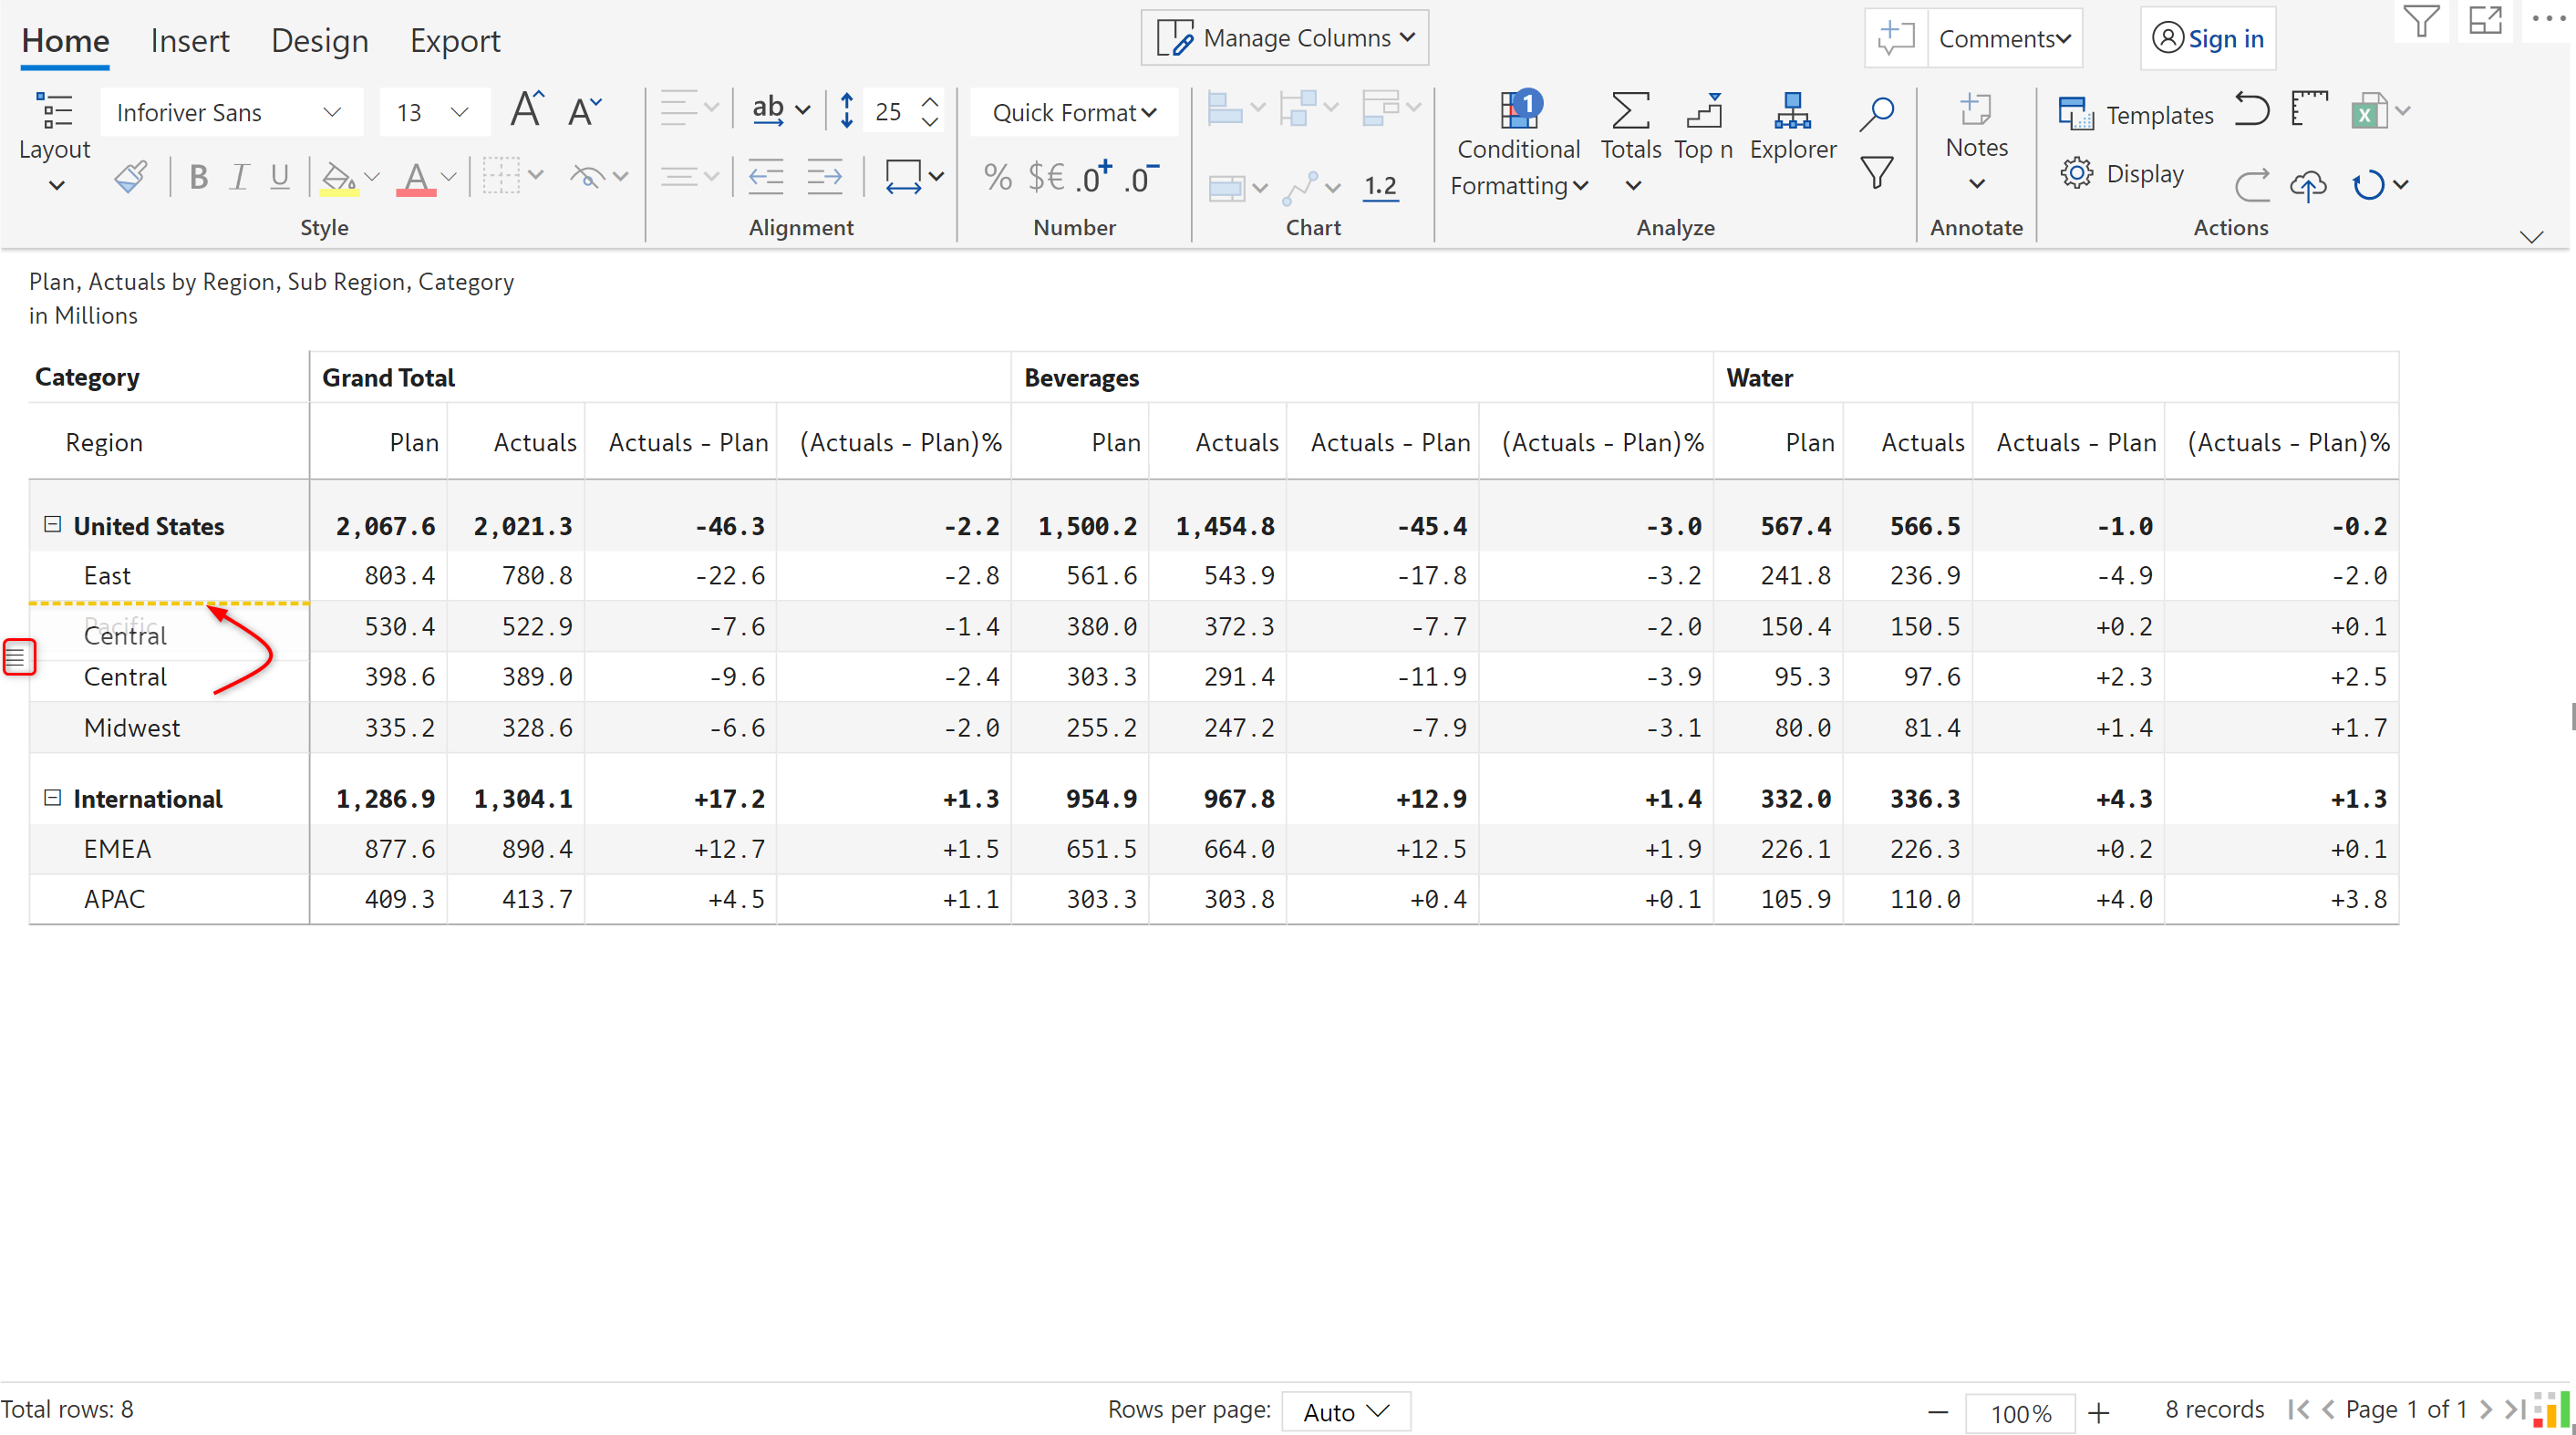 Home Insert Design Export Manage Columns Comments Sign in
Inforiver Sans 13 A A ab 25 Quick Format Templates
Layout Conditional Totals Top n Explorer Notes
1
B I U A % $€ .0+ .0- 1.2 Formatting Display
Style Alignment Number Chart Analyze Annotate Actions
Plan, Actuals by Region, Sub Region, Category
in Millions
Category Grand Total Beverages Water
Region Plan Actuals Actuals - Plan (Actuals - Plan)% Plan Actuals Actuals - Plan (Actuals - Plan)% Plan Actuals Actuals - Plan (Actuals - Plan)%
United States 2,067.6 2,021.3 -46.3 -2.2 1,500.2 1,454.8 -45.4 -3.0 567.4 566.5 -1.0 -0.2
East 803.4 780.8 -22.6 -2.8 561.6 543.9 -17.8 -3.2 241.8 236.9 -4.9 -2.0
Pacific 530.4 522.9 -7.6 -1.4 380.0 372.3 -7.7 -2.0 150.4 150.5 +0.2 +0.1
Central
Central 398.6 389.0 -9.6 -2.4 303.3 291.4 -11.9 -3.9 95.3 97.6 +2.3 +2.5
Midwest 335.2 328.6 -6.6 -2.0 255.2 247.2 -7.9 -3.1 80.0 81.4 +1.4 +1.7
International 1,286.9 1,304.1 +17.2 +1.3 954.9 967.8 +12.9 +1.4 332.0 336.3 +4.3 +1.3
EMEA 877.6 890.4 +12.7 +1.5 651.5 664.0 +12.5 +1.9 226.1 226.3 +0.2 +0.1
APAC 409.3 413.7 +4.5 +1.1 303.3 303.8 +0.4 +0.1 105.9 110.0 +4.0 +3.8
Total rows: 8 Rows per page: Auto 100% 8 records Page 1 of 1